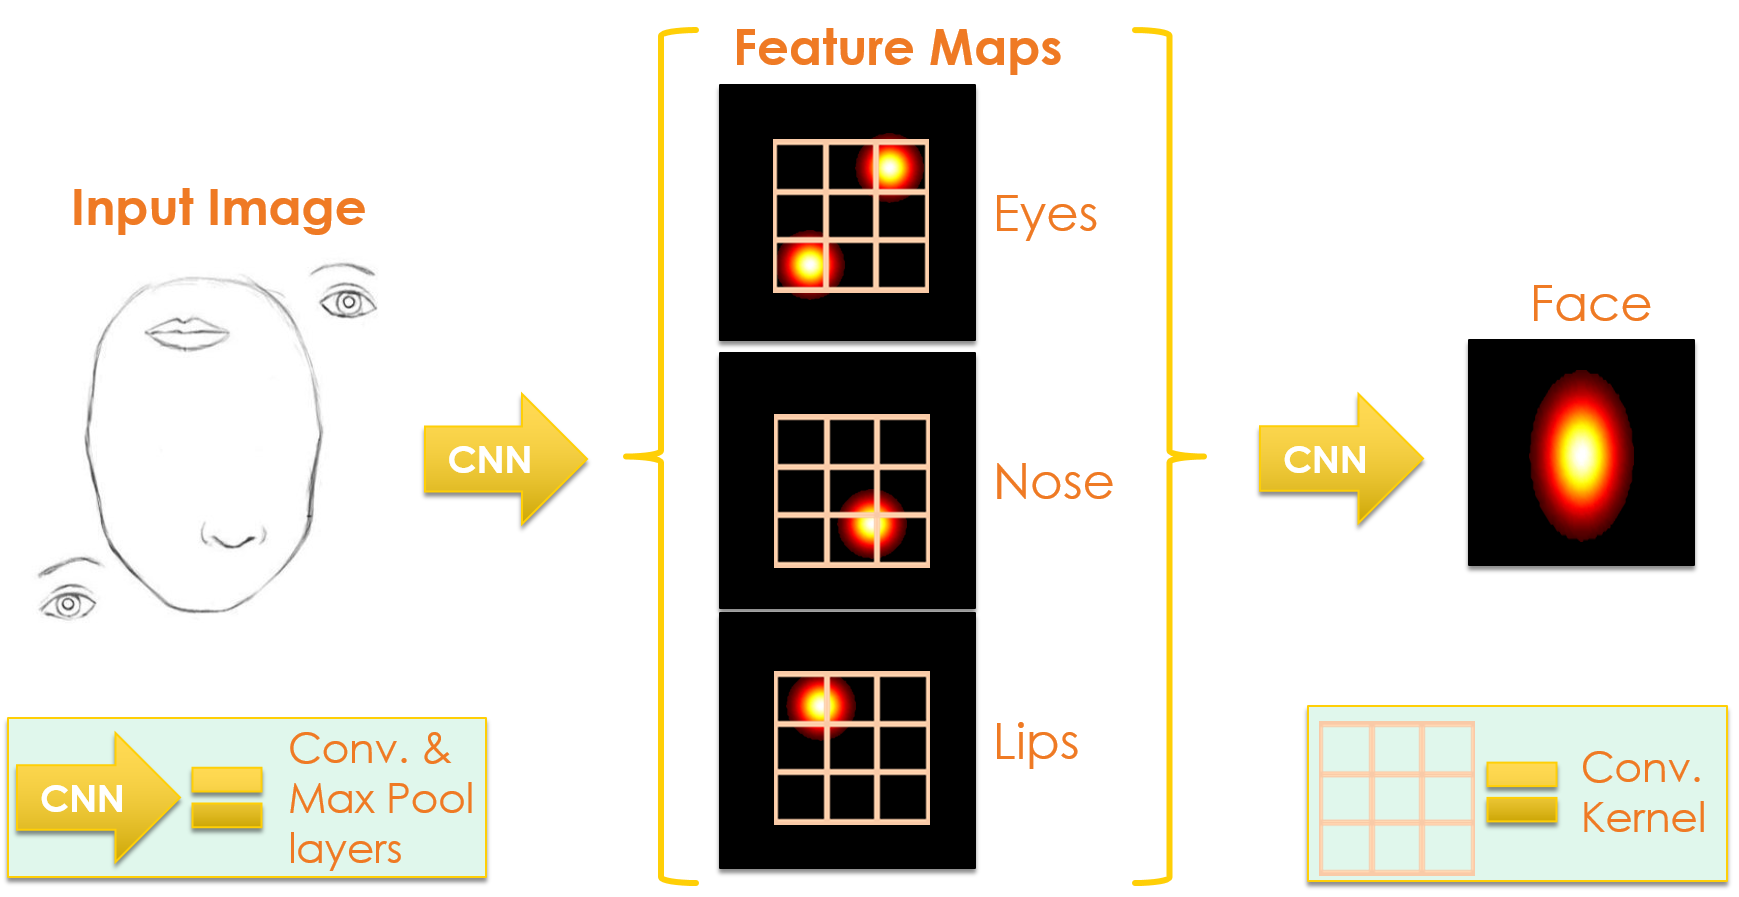 Input Image
CNN
Feature Maps
Eyes
Nose
Lips
CNN
Face
CNN
Conv. &
Max Pool
layers
Conv.
Kernel